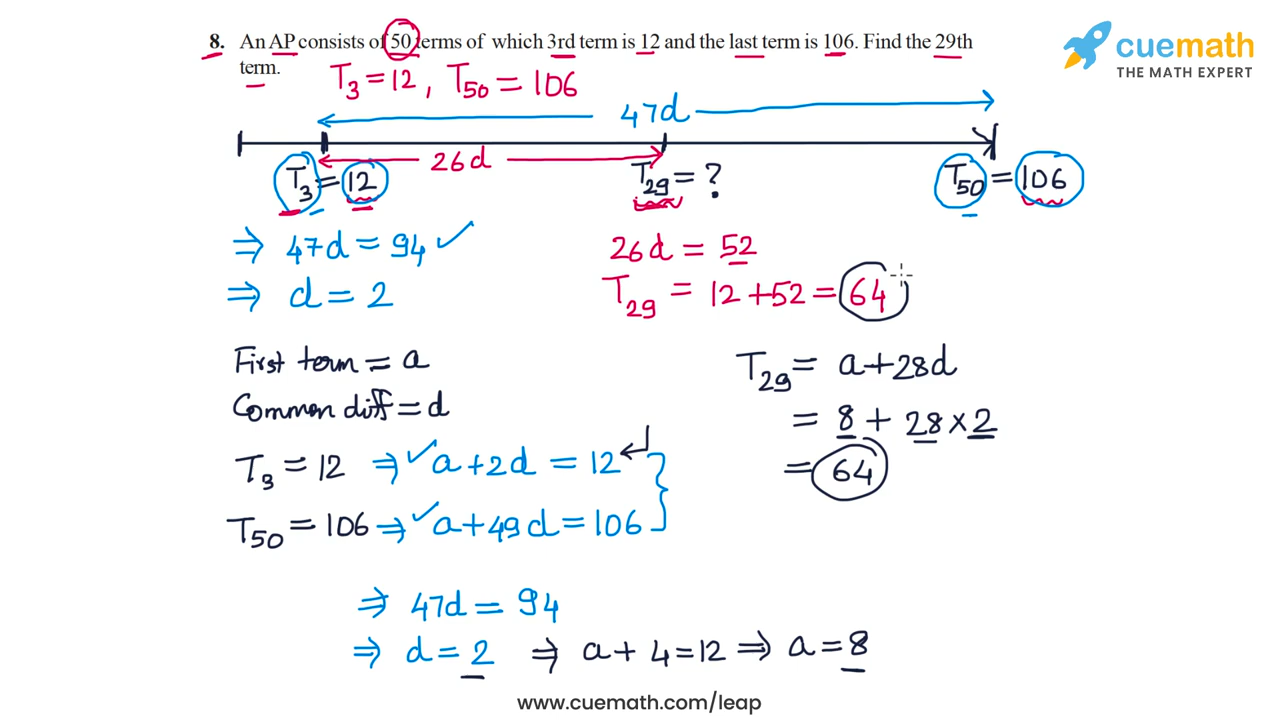 8. An AP consists of 50 terms of which 3rd term is 12 and the last term is 106. Find the 29th
term.
cuemath
THE MATH EXPERT
T₃ = 12, T₅₀ = 106
47d
26d
T₃ = 12
T₂₉ = ?
T₅₀ = 106
⇒ 47d = 94 ✓
⇒ d = 2
26d = 52
T₂₉ = 12 + 52 = 64
First term = a
Common diff = d
T₃ = 12 ⇒ ✓ a + 2d = 12
T₅₀ = 106 ⇒ ✓ a + 49d = 106
⇒ 47d = 94
⇒ d = 2 ⇒ a + 4 = 12 ⇒ a = 8
T₂₉ = a + 28d
= 8 + 28 × 2
= 64
www.cuemath.com/leap